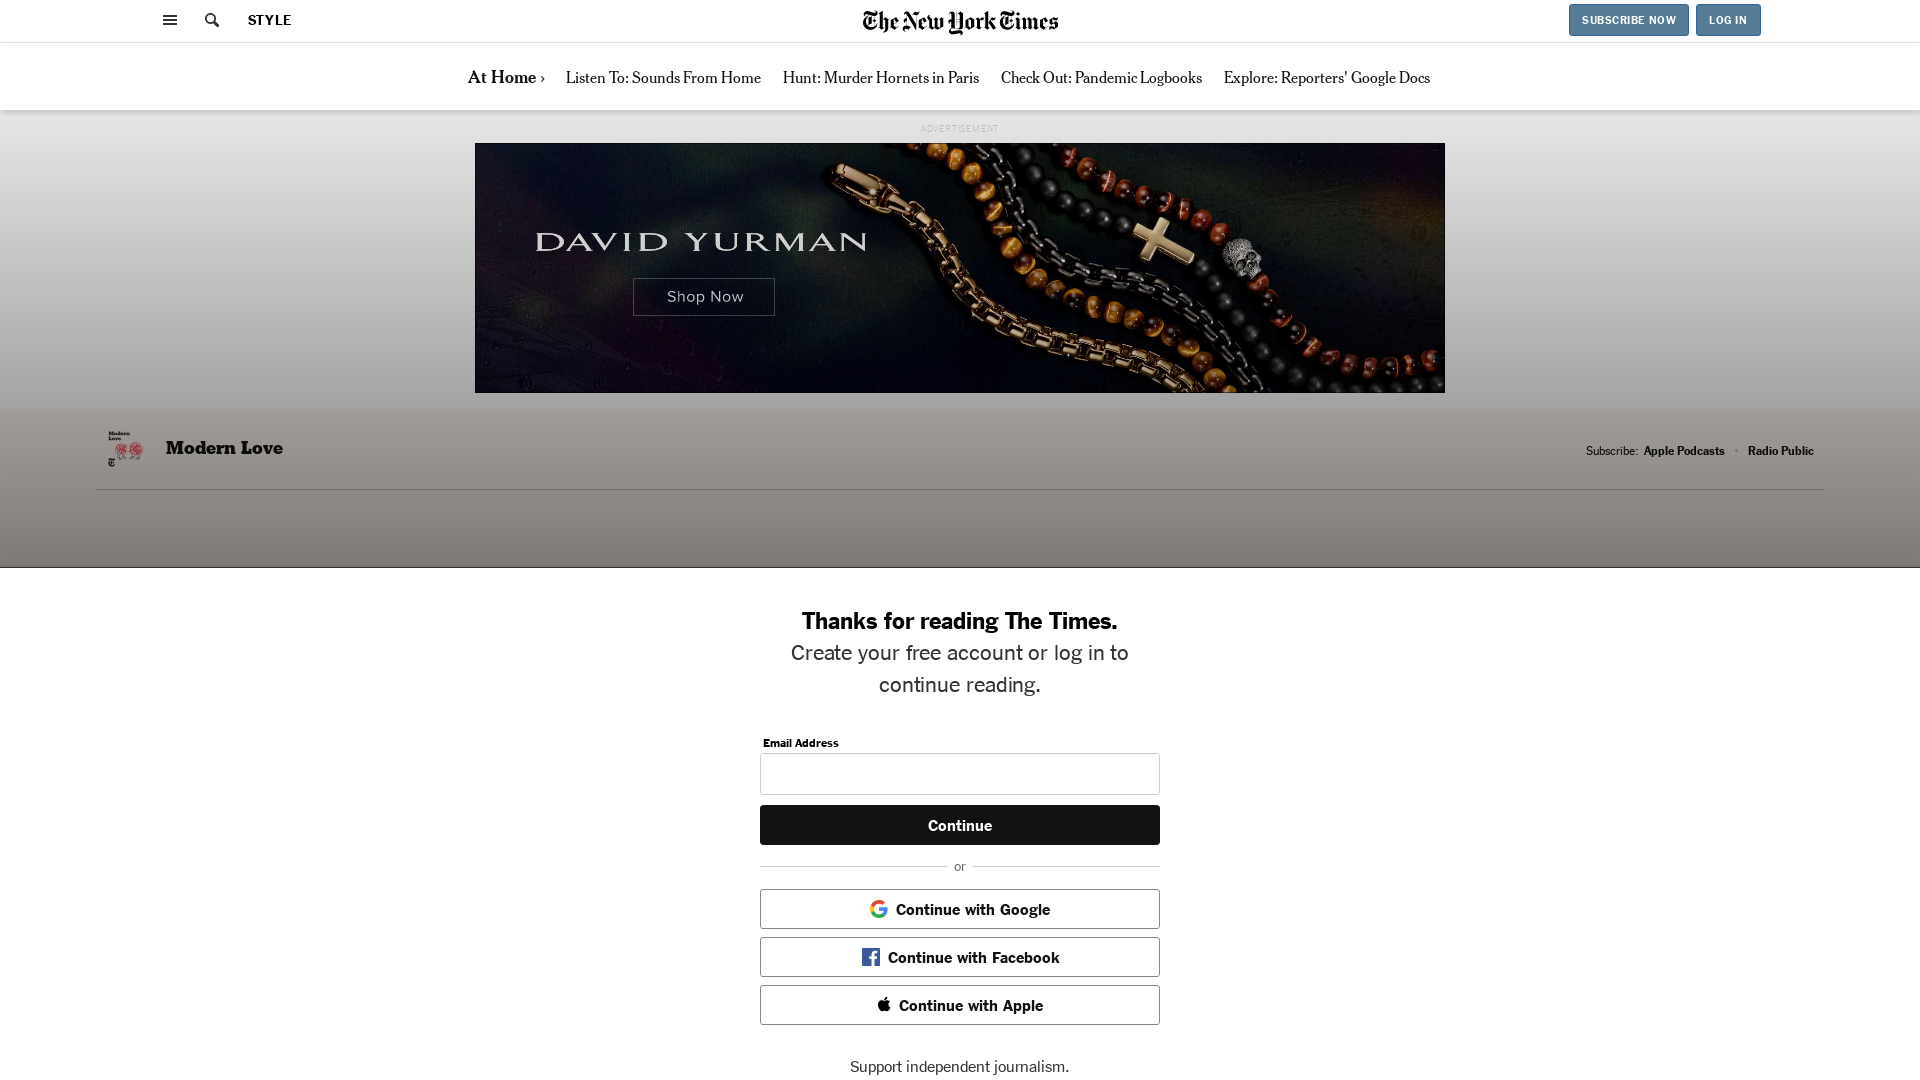 STYLE
The New York Times
SUBSCRIBE NOW
LOG IN
At Home ›
Listen To: Sounds From Home
Hunt: Murder Hornets in Paris
Check Out: Pandemic Logbooks
Explore: Reporters' Google Docs
ADVERTISEMENT
DAVID YURMAN
Shop Now
Modern
Love
Modern Love
Subscribe: Apple Podcasts • Radio Public
Thanks for reading The Times.
Create your free account or log in to
continue reading.
Email Address
Continue
or
Continue with Google
Continue with Facebook
Continue with Apple
Support independent journalism.